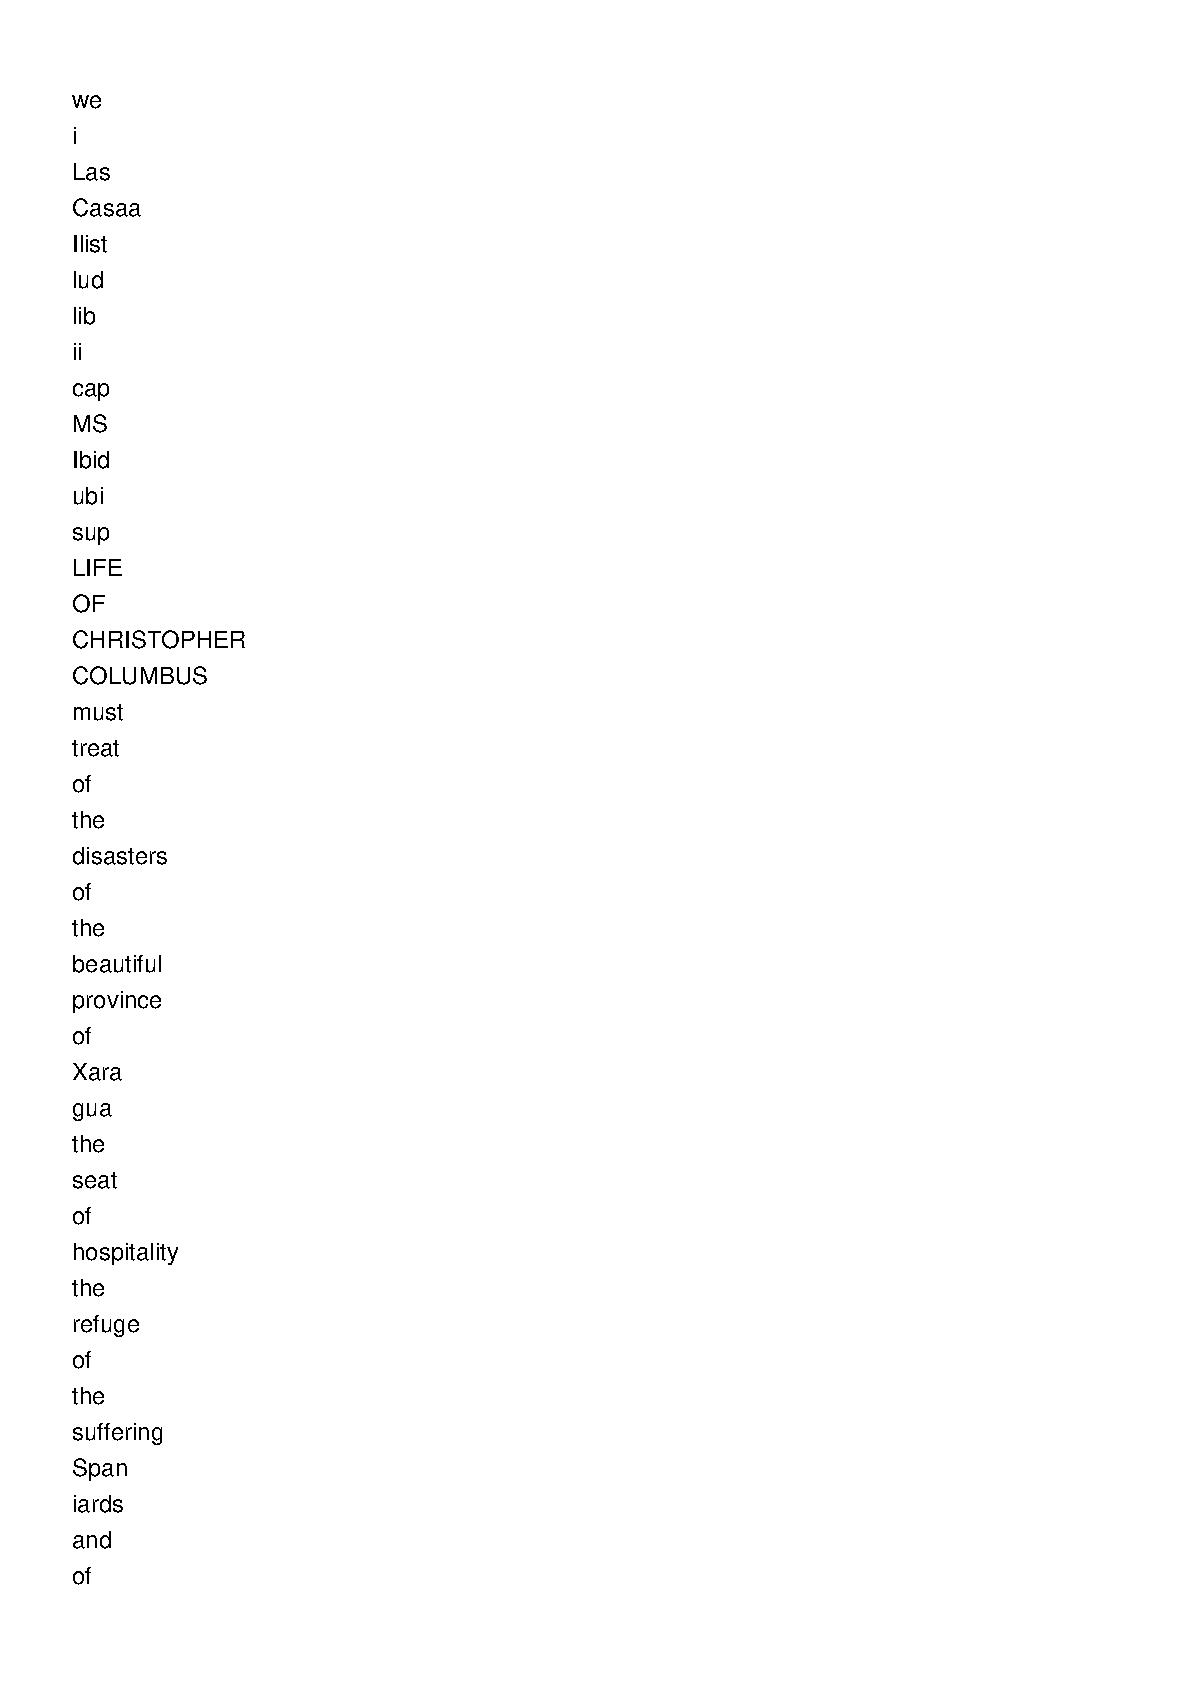 we
i
Las
Casaa
Ilist
lud
lib
ii
cap
MS
Ibid
ubi
sup
LIFE
OF
CHRISTOPHER
COLUMBUS
must
treat
of
the
disasters
of
the
beautiful
province
of
Xara
gua
the
seat
of
hospitality
the
refuge
of
the
suffering
Span
iards
and
of